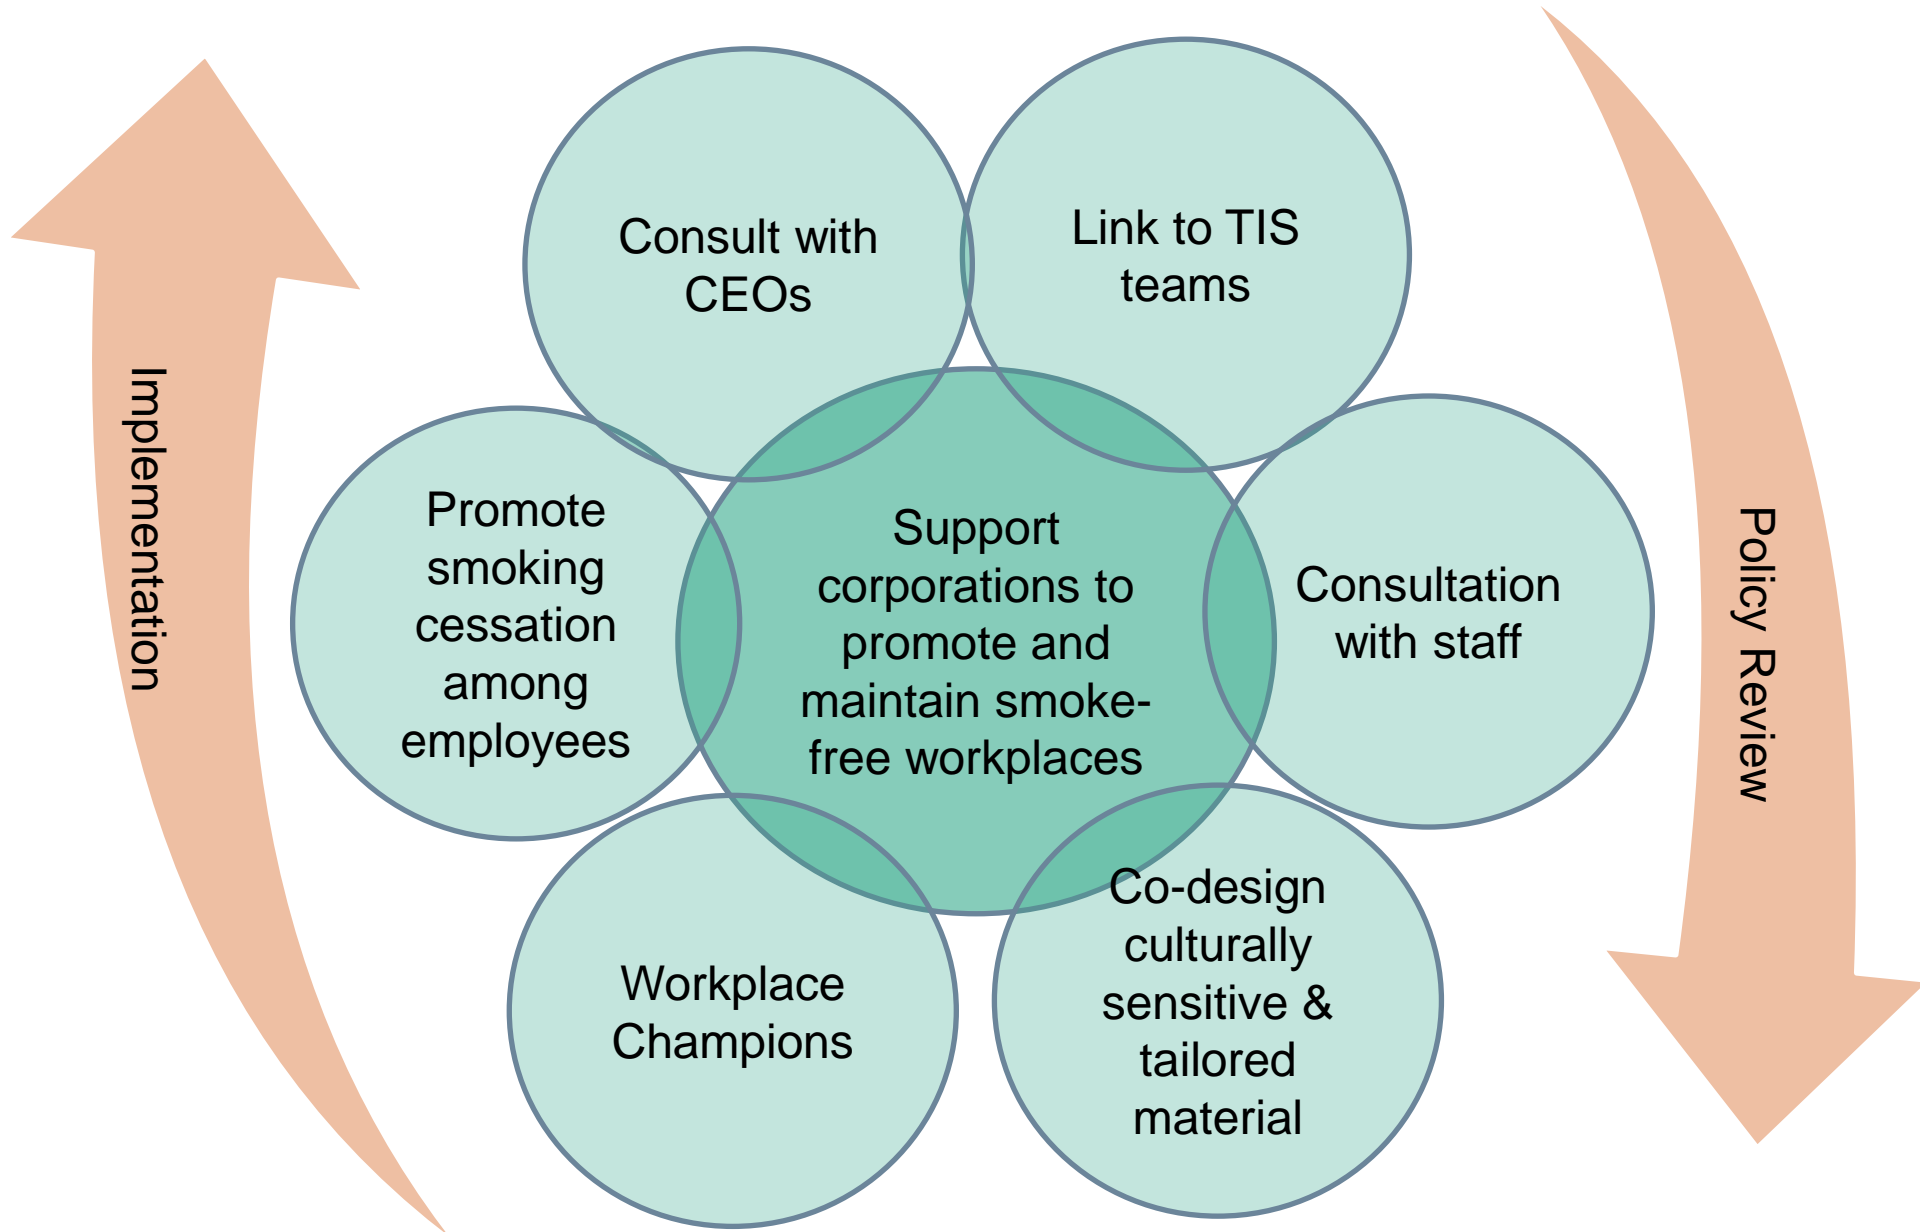 Consult with
CEOs
Link to TIS
teams
Implementation
Promote
smoking
cessation
among
employees
Support
corporations to
promote and
maintain smoke-
free workplaces
Consultation
with staff
Policy Review
Workplace
Champions
Co-design
culturally
sensitive &
tailored
material